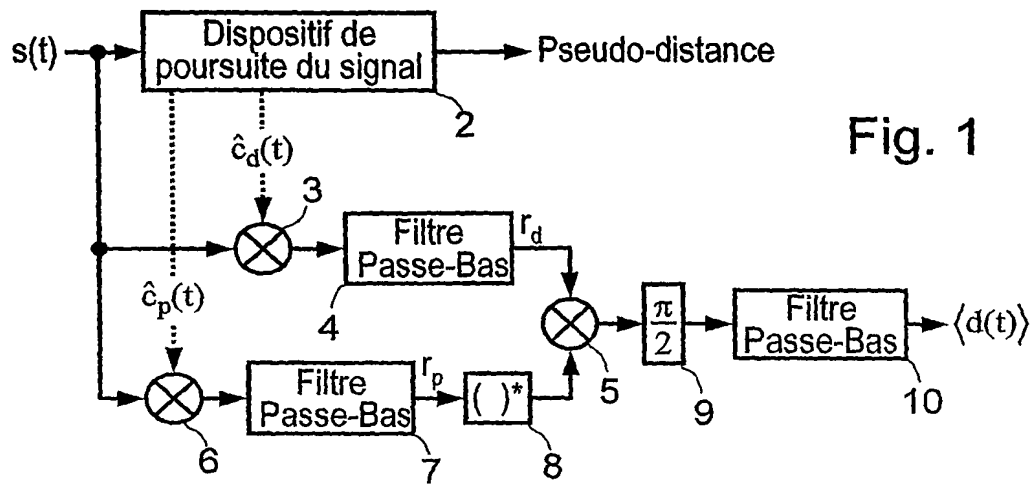 s(t)
Dispositif de
poursuite du signal
Pseudo-distance
2
Fig. 1
ĉd(t)
3
Filtre
Passe-Bas
rd
4
ĉp(t)
5
π
2
9
Filtre
Passe-Bas
⟨d(t)⟩
10
6
Filtre
Passe-Bas
rp
7
( )*
8